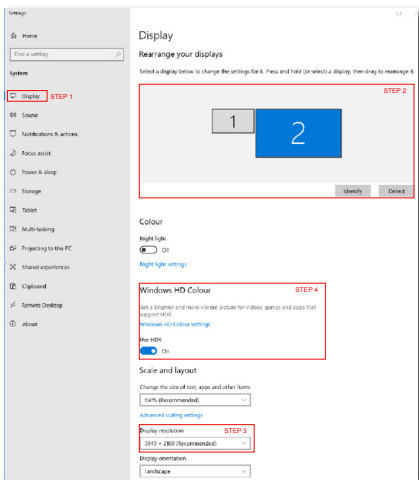 Settings
Home
Find a setting
System
Display STEP 1
Sound
Notifications & actions
Focus assist
Power & sleep
Storage
Tablet
Multi-tasking
Projecting to this PC
Shared experiences
Clipboard
Remote Desktop
About
Display
Rearrange your displays
Select a display below to change the settings for it. Press and hold (or select) a display, then drag to rearrange it.
STEP 2
1
2
Identify Detect
Colour
Night light
Off
Night light settings
Windows HD Colour STEP 4
Get a brighter and more vibrant picture for videos, games and apps that
support HDR
Windows HD Colour settings
Use HDR
On
Scale and layout
Change the size of text, apps and other items
150% (Recommended)
Advanced scaling settings
Display resolution STEP 3
3840 × 2160 (Recommended)
Display orientation
Landscape